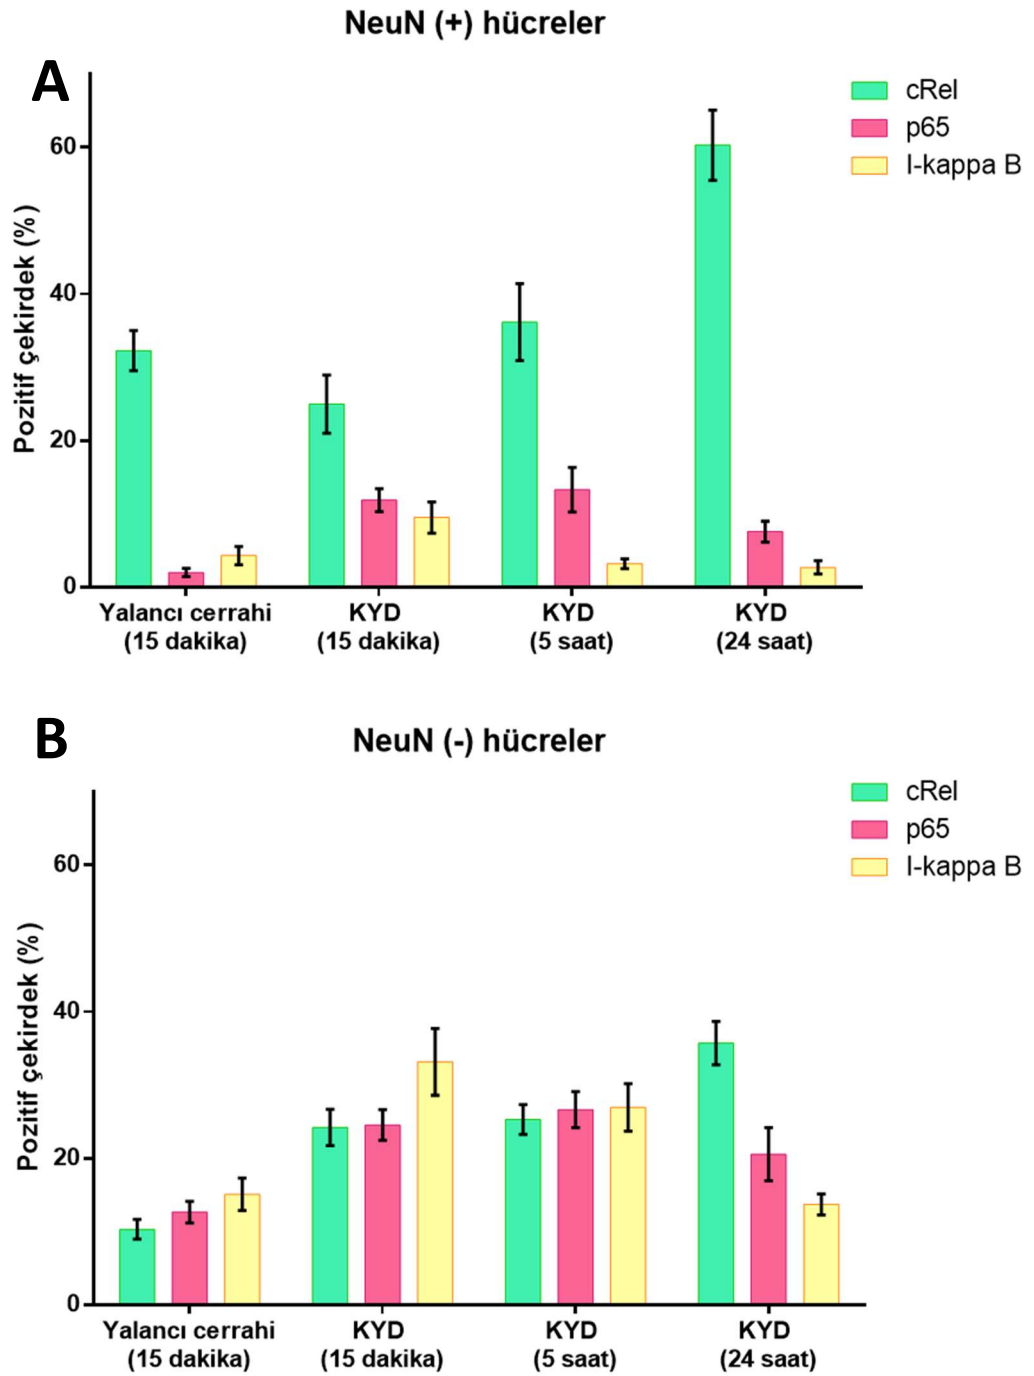 NeuN (+) hücreler
A
cRel
p65
I-kappa B
Pozitif çekirdek (%)
60
40
20
0
Yalancı cerrahi
(15 dakika)
KYD
(15 dakika)
KYD
(5 saat)
KYD
(24 saat)
B
NeuN (-) hücreler
cRel
p65
I-kappa B
Pozitif çekirdek (%)
60
40
20
0
Yalancı cerrahi
(15 dakika)
KYD
(15 dakika)
KYD
(5 saat)
KYD
(24 saat)